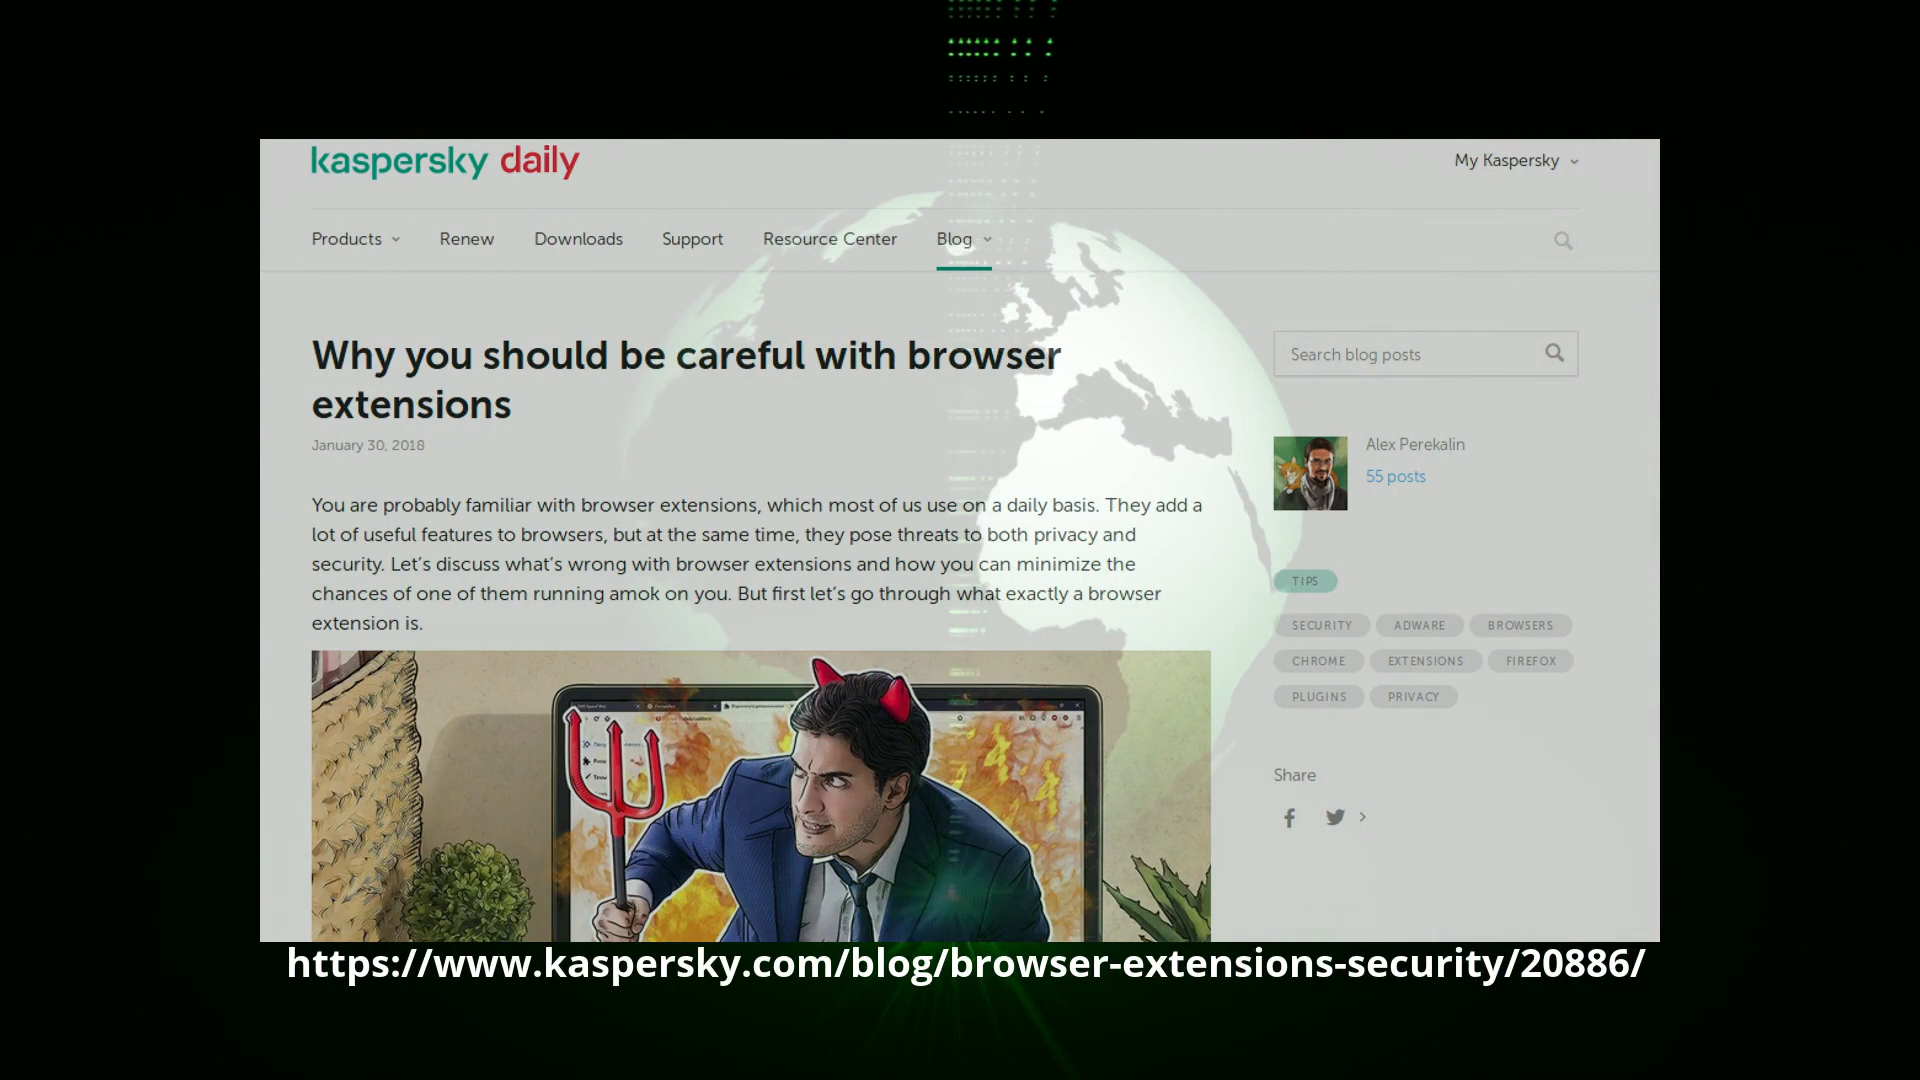 kaspersky daily
My Kaspersky
Products
Renew
Downloads
Support
Resource Center
Blog
Why you should be careful with browser
extensions
January 30, 2018
You are probably familiar with browser extensions, which most of us use on a daily basis. They add a
lot of useful features to browsers, but at the same time, they pose threats to both privacy and
security. Let’s discuss what’s wrong with browser extensions and how you can minimize the
chances of one of them running amok on you. But first let’s go through what exactly a browser
extension is.
Search blog posts
Alex Perekalin
55 posts
TIPS
SECURITY
ADWARE
BROWSERS
CHROME
EXTENSIONS
FIREFOX
PLUGINS
PRIVACY
Share
https://www.kaspersky.com/blog/browser-extensions-security/20886/